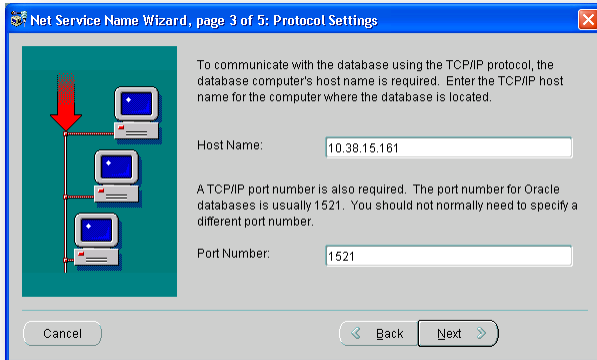 Net Service Name Wizard, page 3 of 5: Protocol Settings
To communicate with the database using the TCP/IP protocol, the
database computer's host name is required. Enter the TCP/IP host
name for the computer where the database is located.
Host Name:
10.38.15.161
A TCP/IP port number is also required. The port number for Oracle
databases is usually 1521. You should not normally need to specify a
different port number.
Port Number:
1521
Cancel
Back
Next